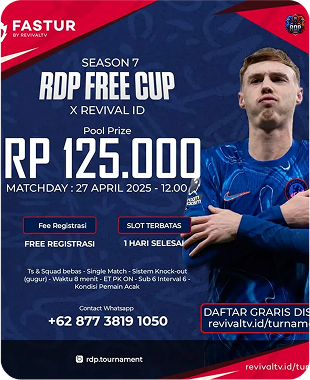 FASTUR
BY REVIVALTV
RDP
SEASON 7
RDP FREE CUP
X REVIVAL ID
Pool Prize
RP 125.000
MATCHDAY : 27 APRIL 2025 - 12.00
Fee Registrasi
SLOT TERBATAS
FREE REGISTRASI
1 HARI SELESAI
Ts & Squad bebas - Single Match - Sistem Knock-out
(gugur) - Waktu 8 menit - ET PK ON - Sub 6 Interval 6 -
Kondisi Pemain Acak
Contact Whatsapp
+62 877 3819 1050
DAFTAR GRARIS DIS
revivaltv.id/turnam
rdp.tournament
revivaltv.id/tur